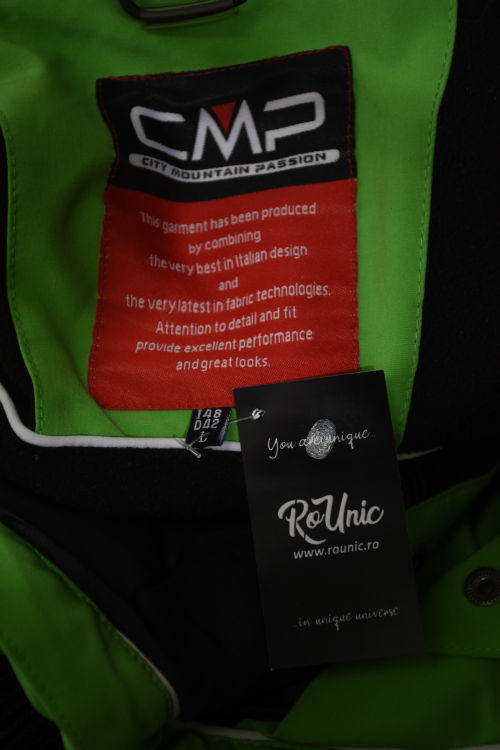 CMP
CITY MOUNTAIN PASSION
This garment has been produced
by combining
the very best in Italian design
and
the very latest in fabric technologies.
Attention to detail and fit
provide excellent performance
and great looks.
I48
D42
L
You are unique..
RoUnic
www.rounic.ro
..in unique universe